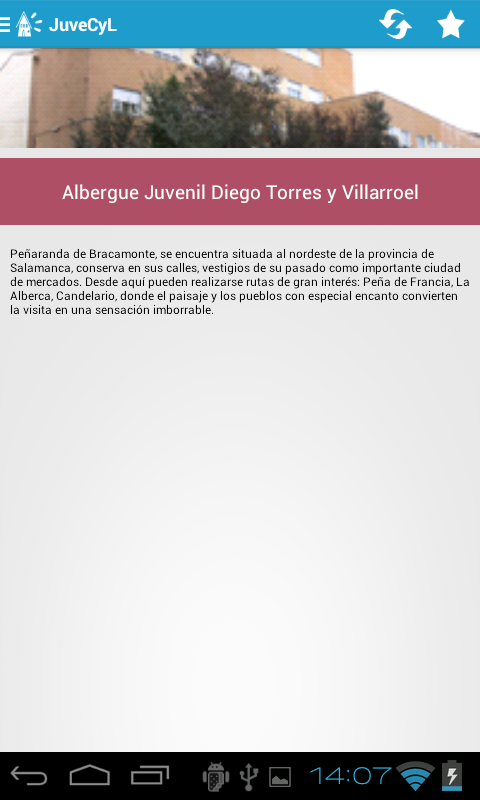 JuveCyL
Albergue Juvenil Diego Torres y Villarroel
Peñaranda de Bracamonte, se encuentra situada al nordeste de la provincia de
Salamanca, conserva en sus calles, vestigios de su pasado como importante ciudad
de mercados. Desde aquí pueden realizarse rutas de gran interés: Peña de Francia, La
Alberca, Candelario, donde el paisaje y los pueblos con especial encanto convierten
la visita en una sensación imborrable.
14:07